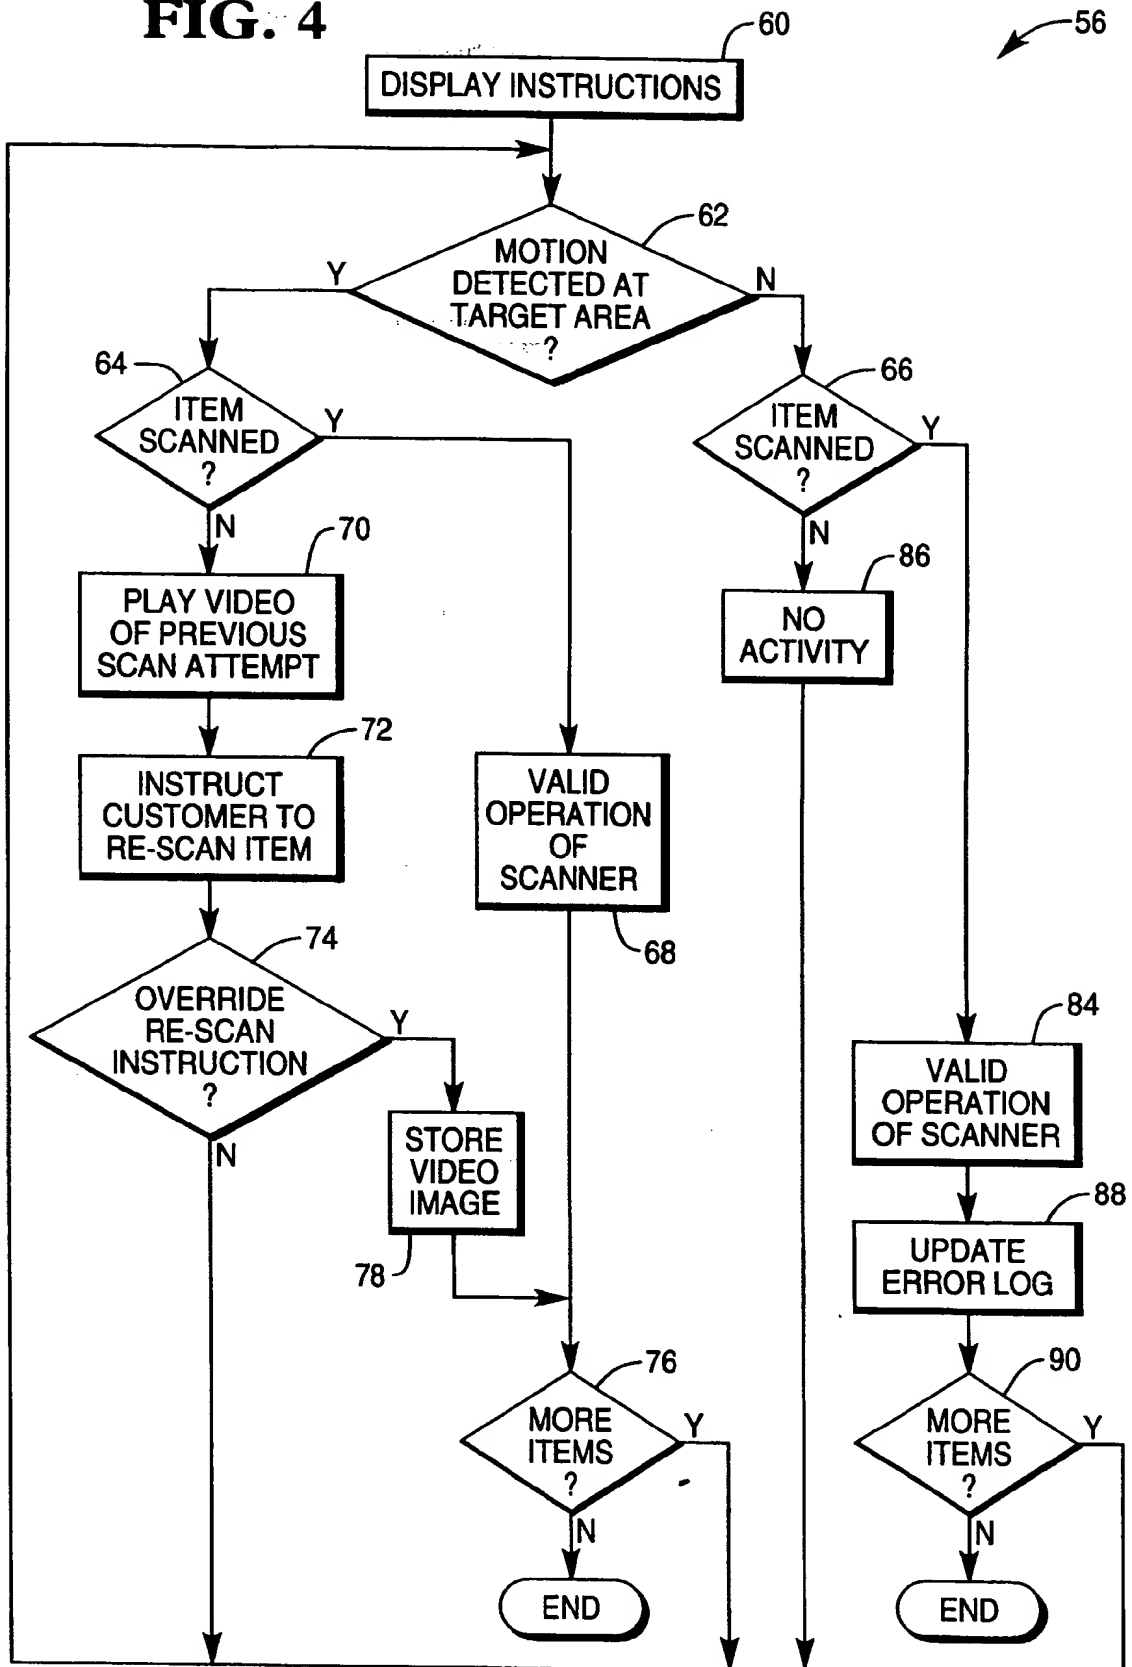 FIG. 4
60
56
DISPLAY INSTRUCTIONS
62
MOTION
DETECTED AT
TARGET AREA
?
Y
N
64
ITEM
SCANNED
?
Y
N
66
ITEM
SCANNED
?
Y
N
70
PLAY VIDEO
OF PREVIOUS
SCAN ATTEMPT
86
NO
ACTIVITY
72
INSTRUCT
CUSTOMER TO
RE-SCAN ITEM
VALID
OPERATION
OF
SCANNER
68
74
OVERRIDE
RE-SCAN
INSTRUCTION
?
Y
N
84
VALID
OPERATION
OF SCANNER
STORE
VIDEO
IMAGE
78
88
UPDATE
ERROR LOG
76
MORE
ITEMS
?
Y
N
END
90
MORE
ITEMS
?
Y
N
END